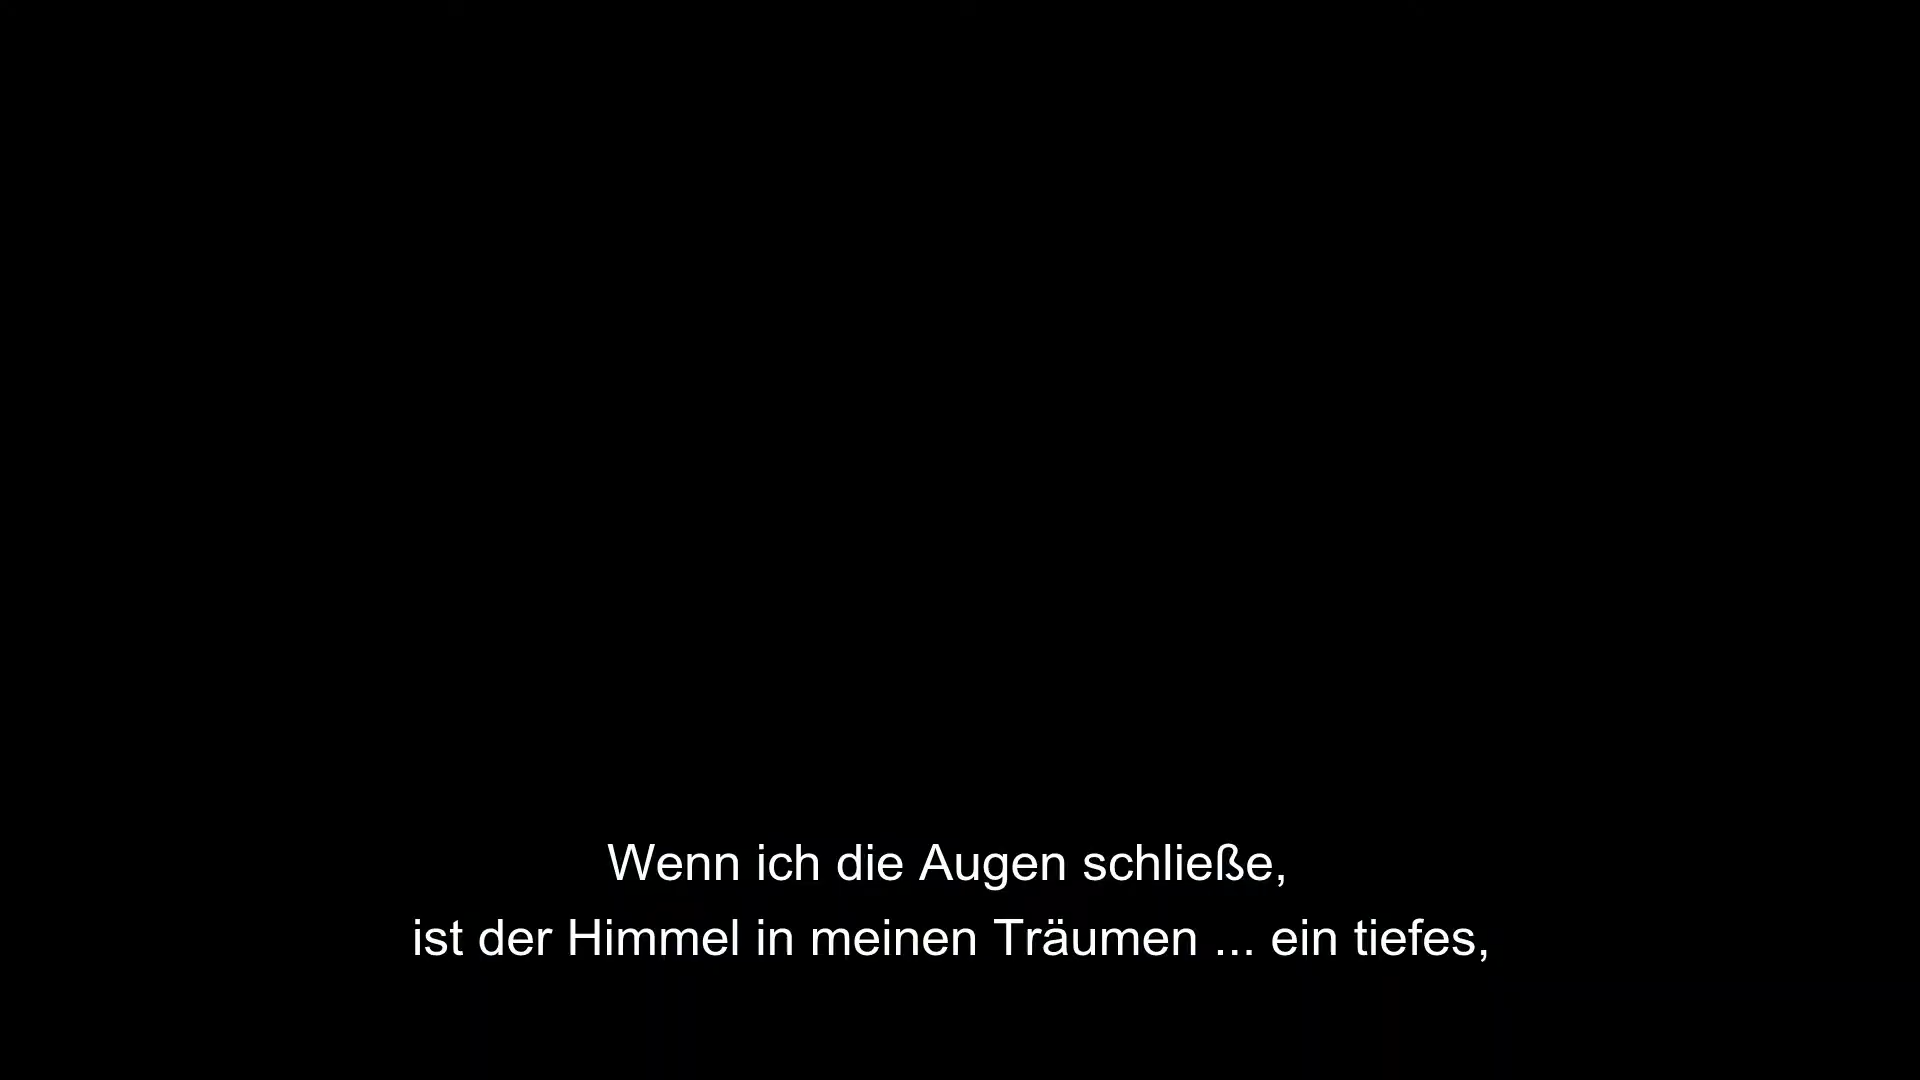 Wenn ich die Augen schließe,
ist der Himmel in meinen Träumen ... ein tiefes,